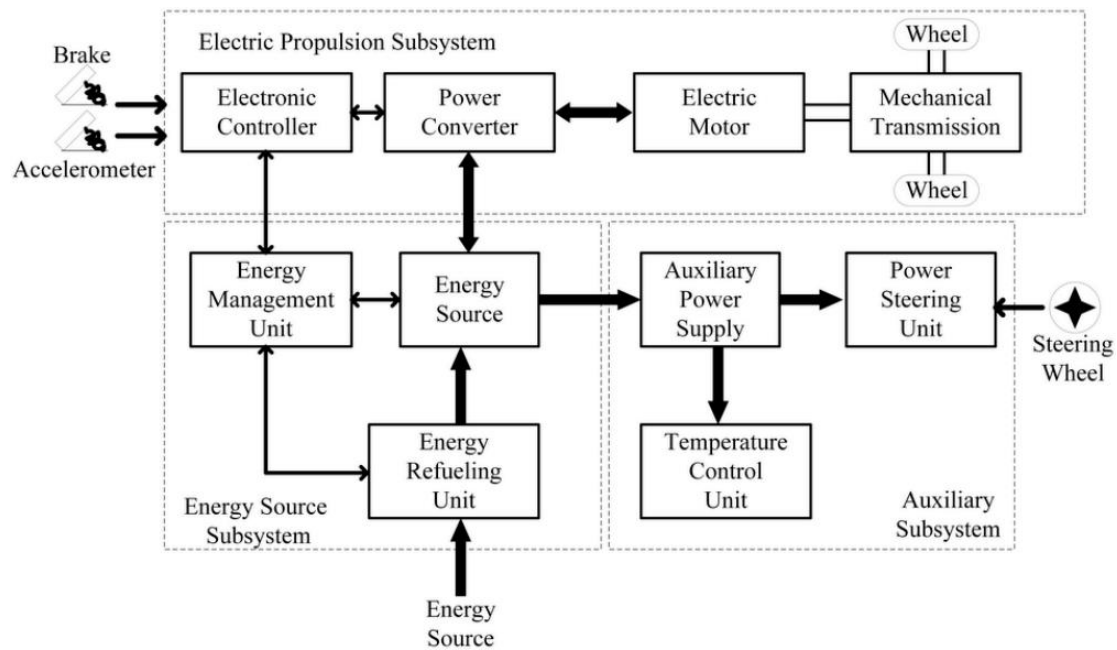 Electric Propulsion Subsystem
Wheel
Brake
Electronic
Controller
Power
Converter
Electric
Motor
Mechanical
Transmission
Accelerometer
Wheel
Energy
Management
Unit
Energy
Source
Auxiliary
Power
Supply
Power
Steering
Unit
Steering
Wheel
Energy
Refueling
Unit
Temperature
Control
Unit
Energy Source
Subsystem
Auxiliary
Subsystem
Energy
Source